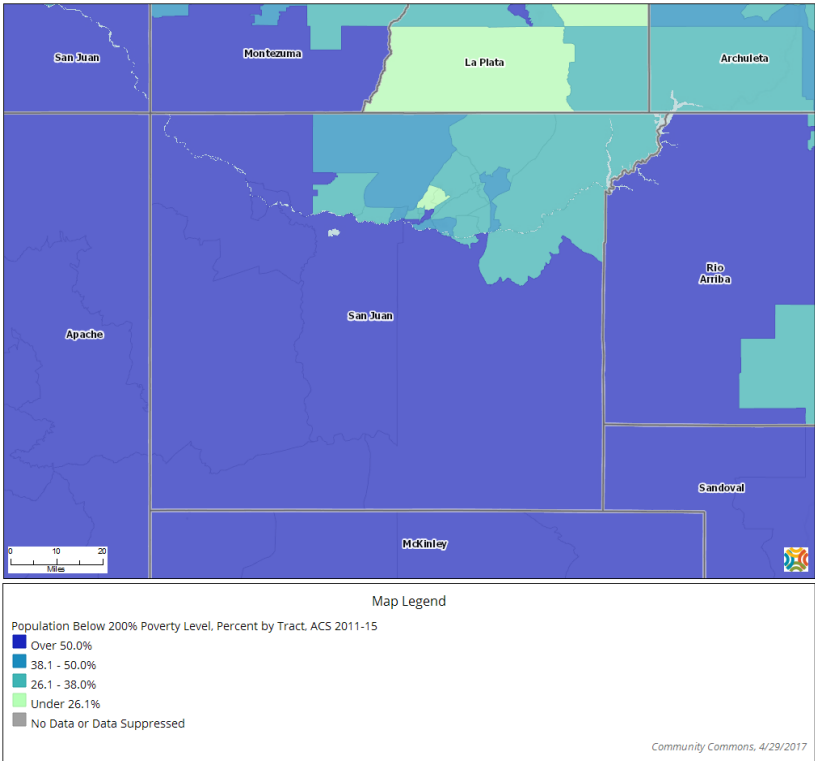 San Juan
Montezuma
La Plata
Archuleta
Rio
Arriba
San Juan
Apache
Sandoval
McKinley
0 10 20
Miles
Map Legend
Population Below 200% Poverty Level, Percent by Tract, ACS 2011-15
Over 50.0%
38.1 - 50.0%
26.1 - 38.0%
Under 26.1%
No Data or Data Suppressed
Community Commons, 4/29/2017